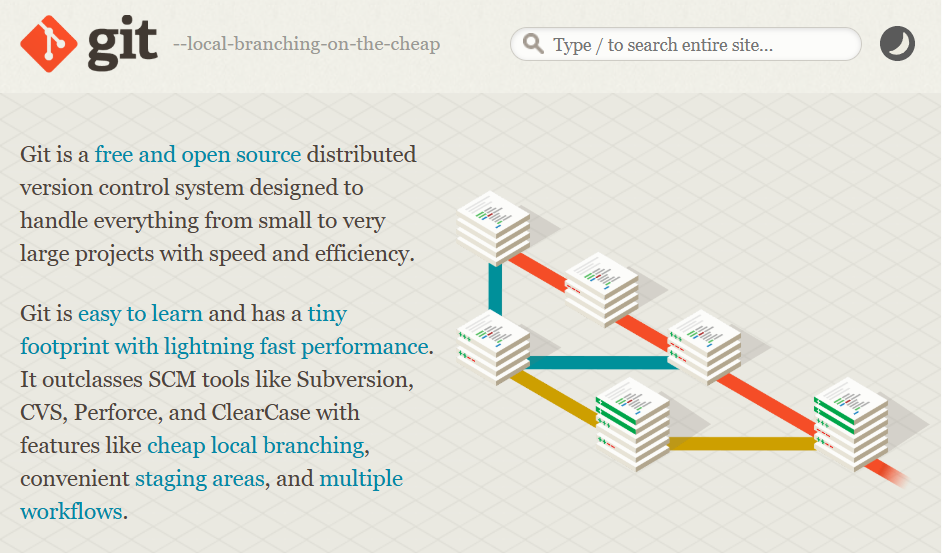 git --local-branching-on-the-cheap
Type / to search entire site...
Git is a free and open source distributed
version control system designed to
handle everything from small to very
large projects with speed and efficiency.
Git is easy to learn and has a tiny
footprint with lightning fast performance.
It outclasses SCM tools like Subversion,
CVS, Perforce, and ClearCase with
features like cheap local branching,
convenient staging areas, and multiple
workflows.